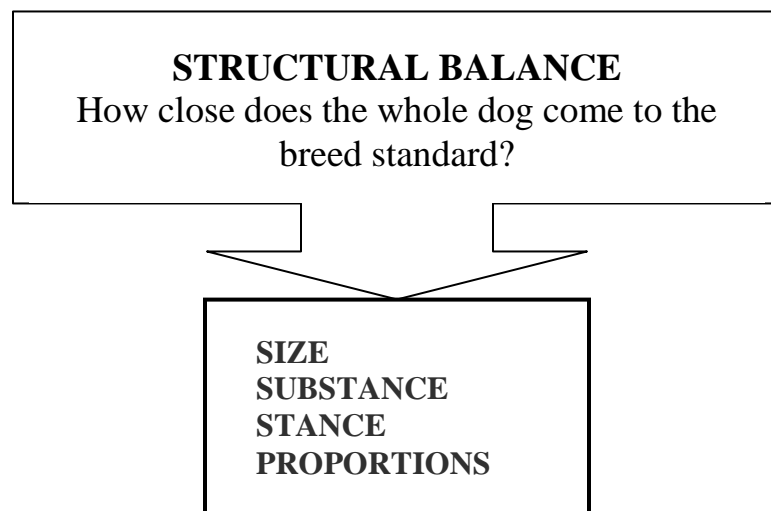 STRUCTURAL BALANCE
How close does the whole dog come to the
breed standard?
SIZE
SUBSTANCE
STANCE
PROPORTIONS